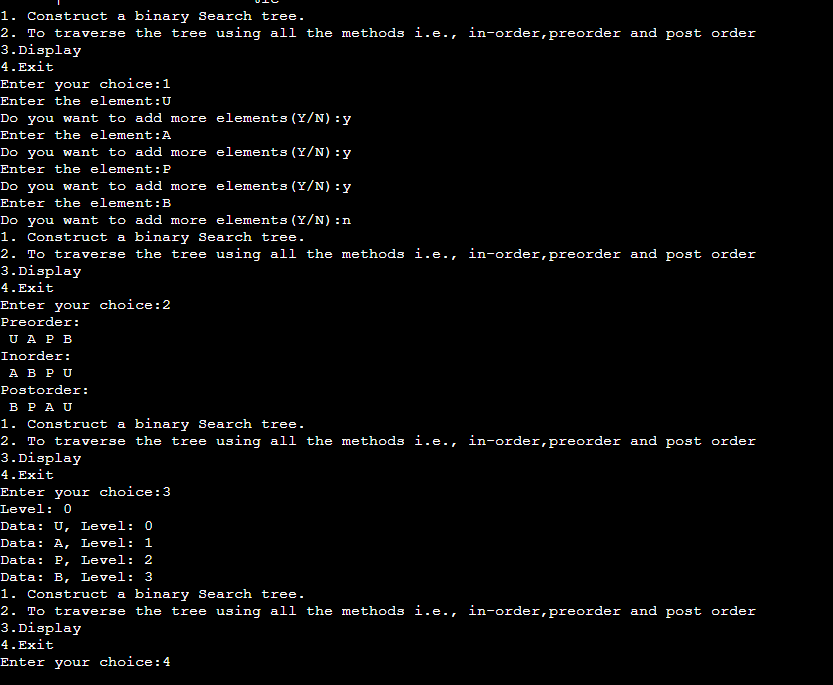 1. Construct a binary Search tree.
2. To traverse the tree using all the methods i.e., in-order,preorder and post order
3.Display
4.Exit
Enter your choice:1
Enter the element:U
Do you want to add more elements(Y/N):y
Enter the element:A
Do you want to add more elements(Y/N):y
Enter the element:P
Do you want to add more elements(Y/N):y
Enter the element:B
Do you want to add more elements(Y/N):n
1. Construct a binary Search tree.
2. To traverse the tree using all the methods i.e., in-order,preorder and post order
3.Display
4.Exit
Enter your choice:2
Preorder:
 U A P B
Inorder:
 A B P U
Postorder:
 B P A U
1. Construct a binary Search tree.
2. To traverse the tree using all the methods i.e., in-order,preorder and post order
3.Display
4.Exit
Enter your choice:3
Level: 0
Data: U, Level: 0
Data: A, Level: 1
Data: P, Level: 2
Data: B, Level: 3
1. Construct a binary Search tree.
2. To traverse the tree using all the methods i.e., in-order,preorder and post order
3.Display
4.Exit
Enter your choice:4